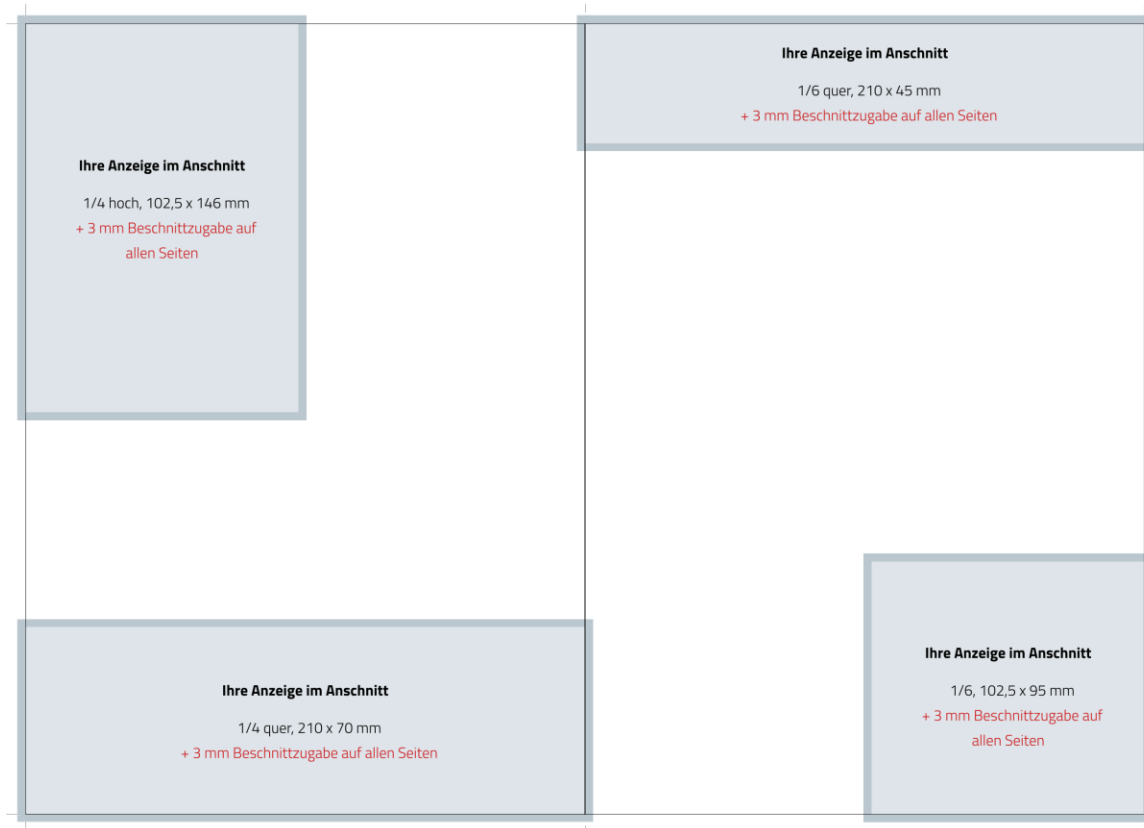 Ihre Anzeige im Anschnitt
1/4 hoch, 102,5 x 146 mm
+ 3 mm Beschnittzugabe auf
allen Seiten
Ihre Anzeige im Anschnitt
1/4 quer, 210 x 70 mm
+ 3 mm Beschnittzugabe auf allen Seiten
Ihre Anzeige im Anschnitt
1/6 quer, 210 x 45 mm
+ 3 mm Beschnittzugabe auf allen Seiten
Ihre Anzeige im Anschnitt
1/6, 102,5 x 95 mm
+ 3 mm Beschnittzugabe auf
allen Seiten